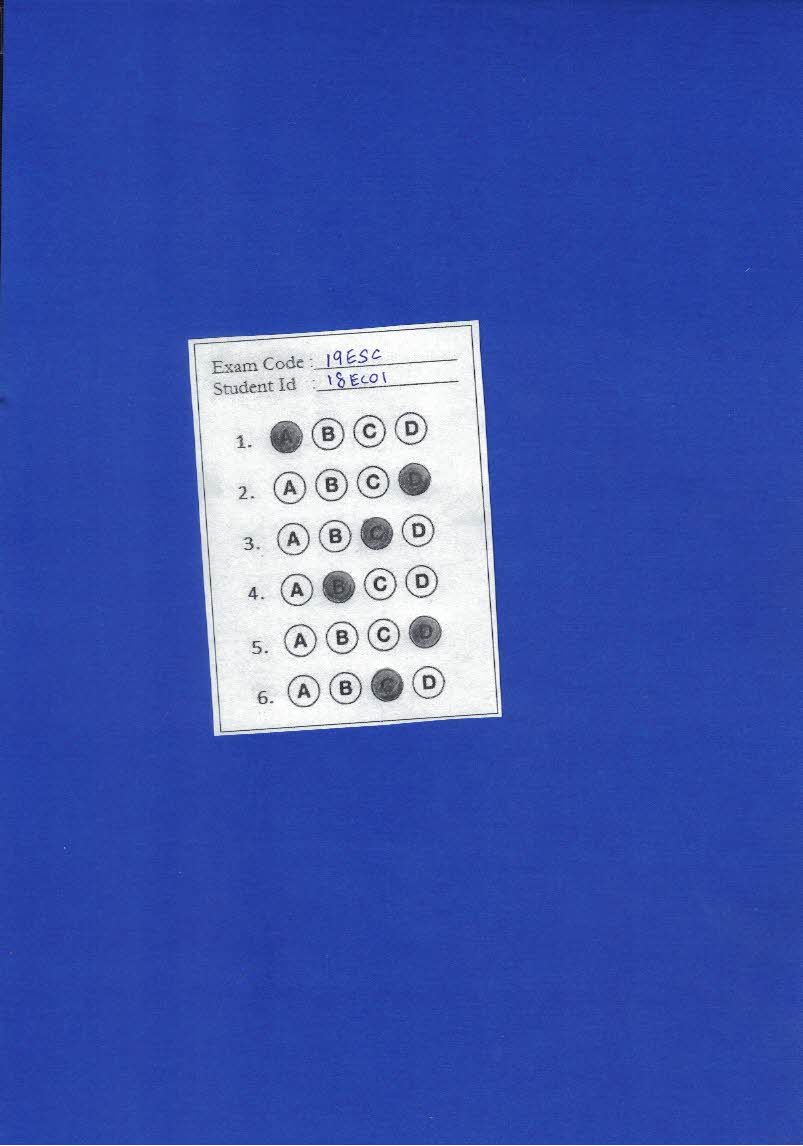 Exam Code : 19ESC
Student Id : 18EC01
1. A B C D
2. A B C D
3. A B C D
4. A B C D
5. A B C D
6. A B C D